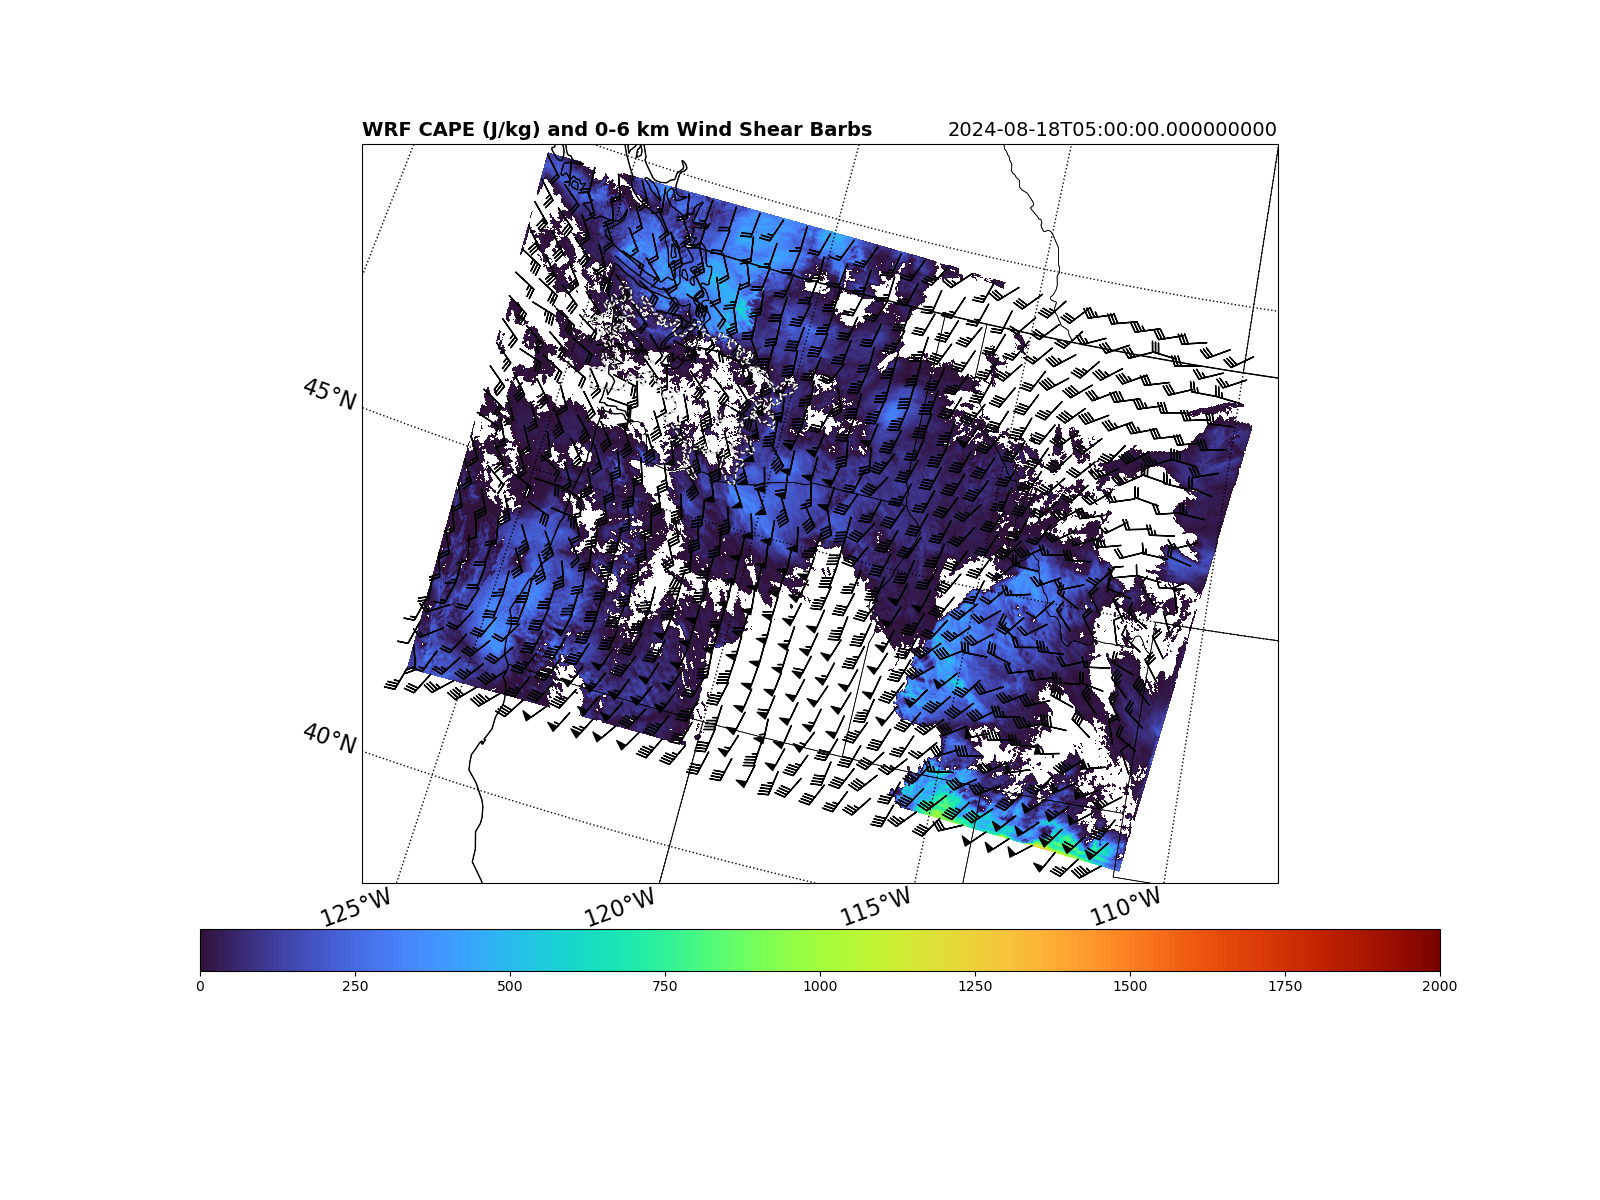 WRF CAPE (J/kg) and 0-6 km Wind Shear Barbs 2024-08-18T05:00:00.000000000
45°N
40°N
125°W 120°W 115°W 110°W
0 250 500 750 1000 1250 1500 1750 2000